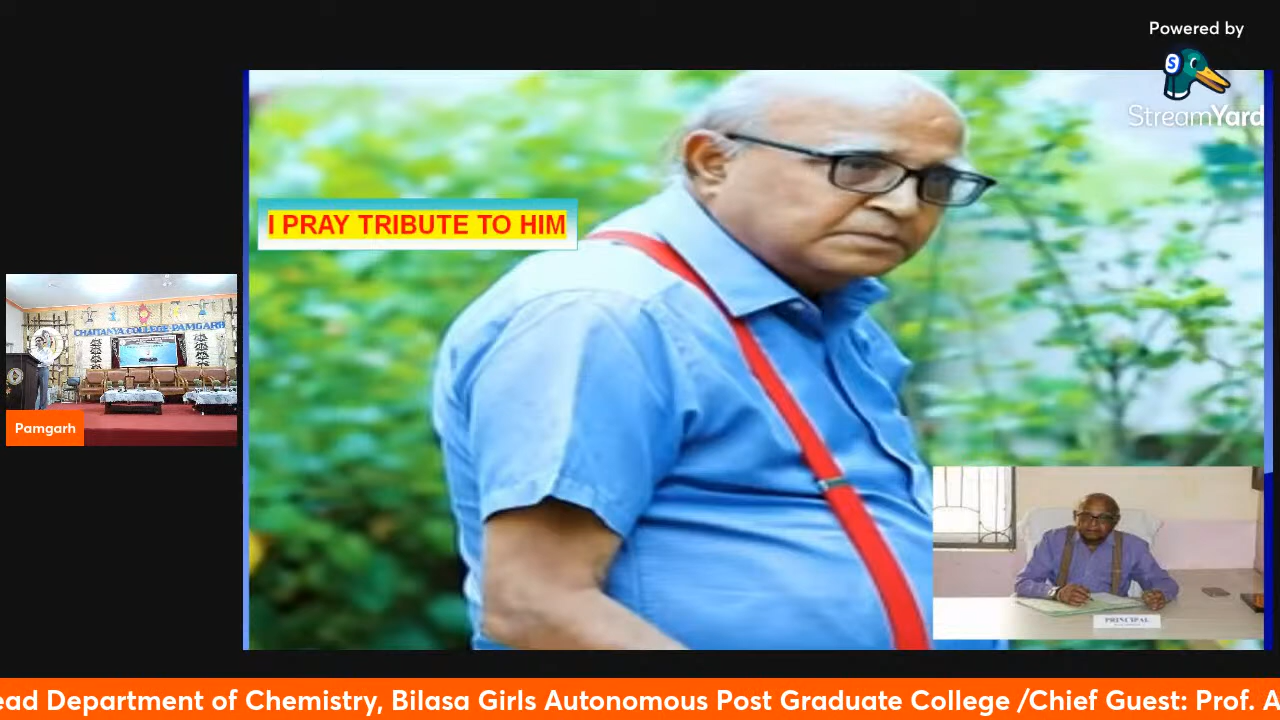 Powered by
StreamYard
I PRAY TRIBUTE TO HIM
CHAITANYA COLLEGE PAMGARH
Pamgarh
PRINCIPAL
ead Department of Chemistry, Bilasa Girls Autonomous Post Graduate College /Chief Guest: Prof. A